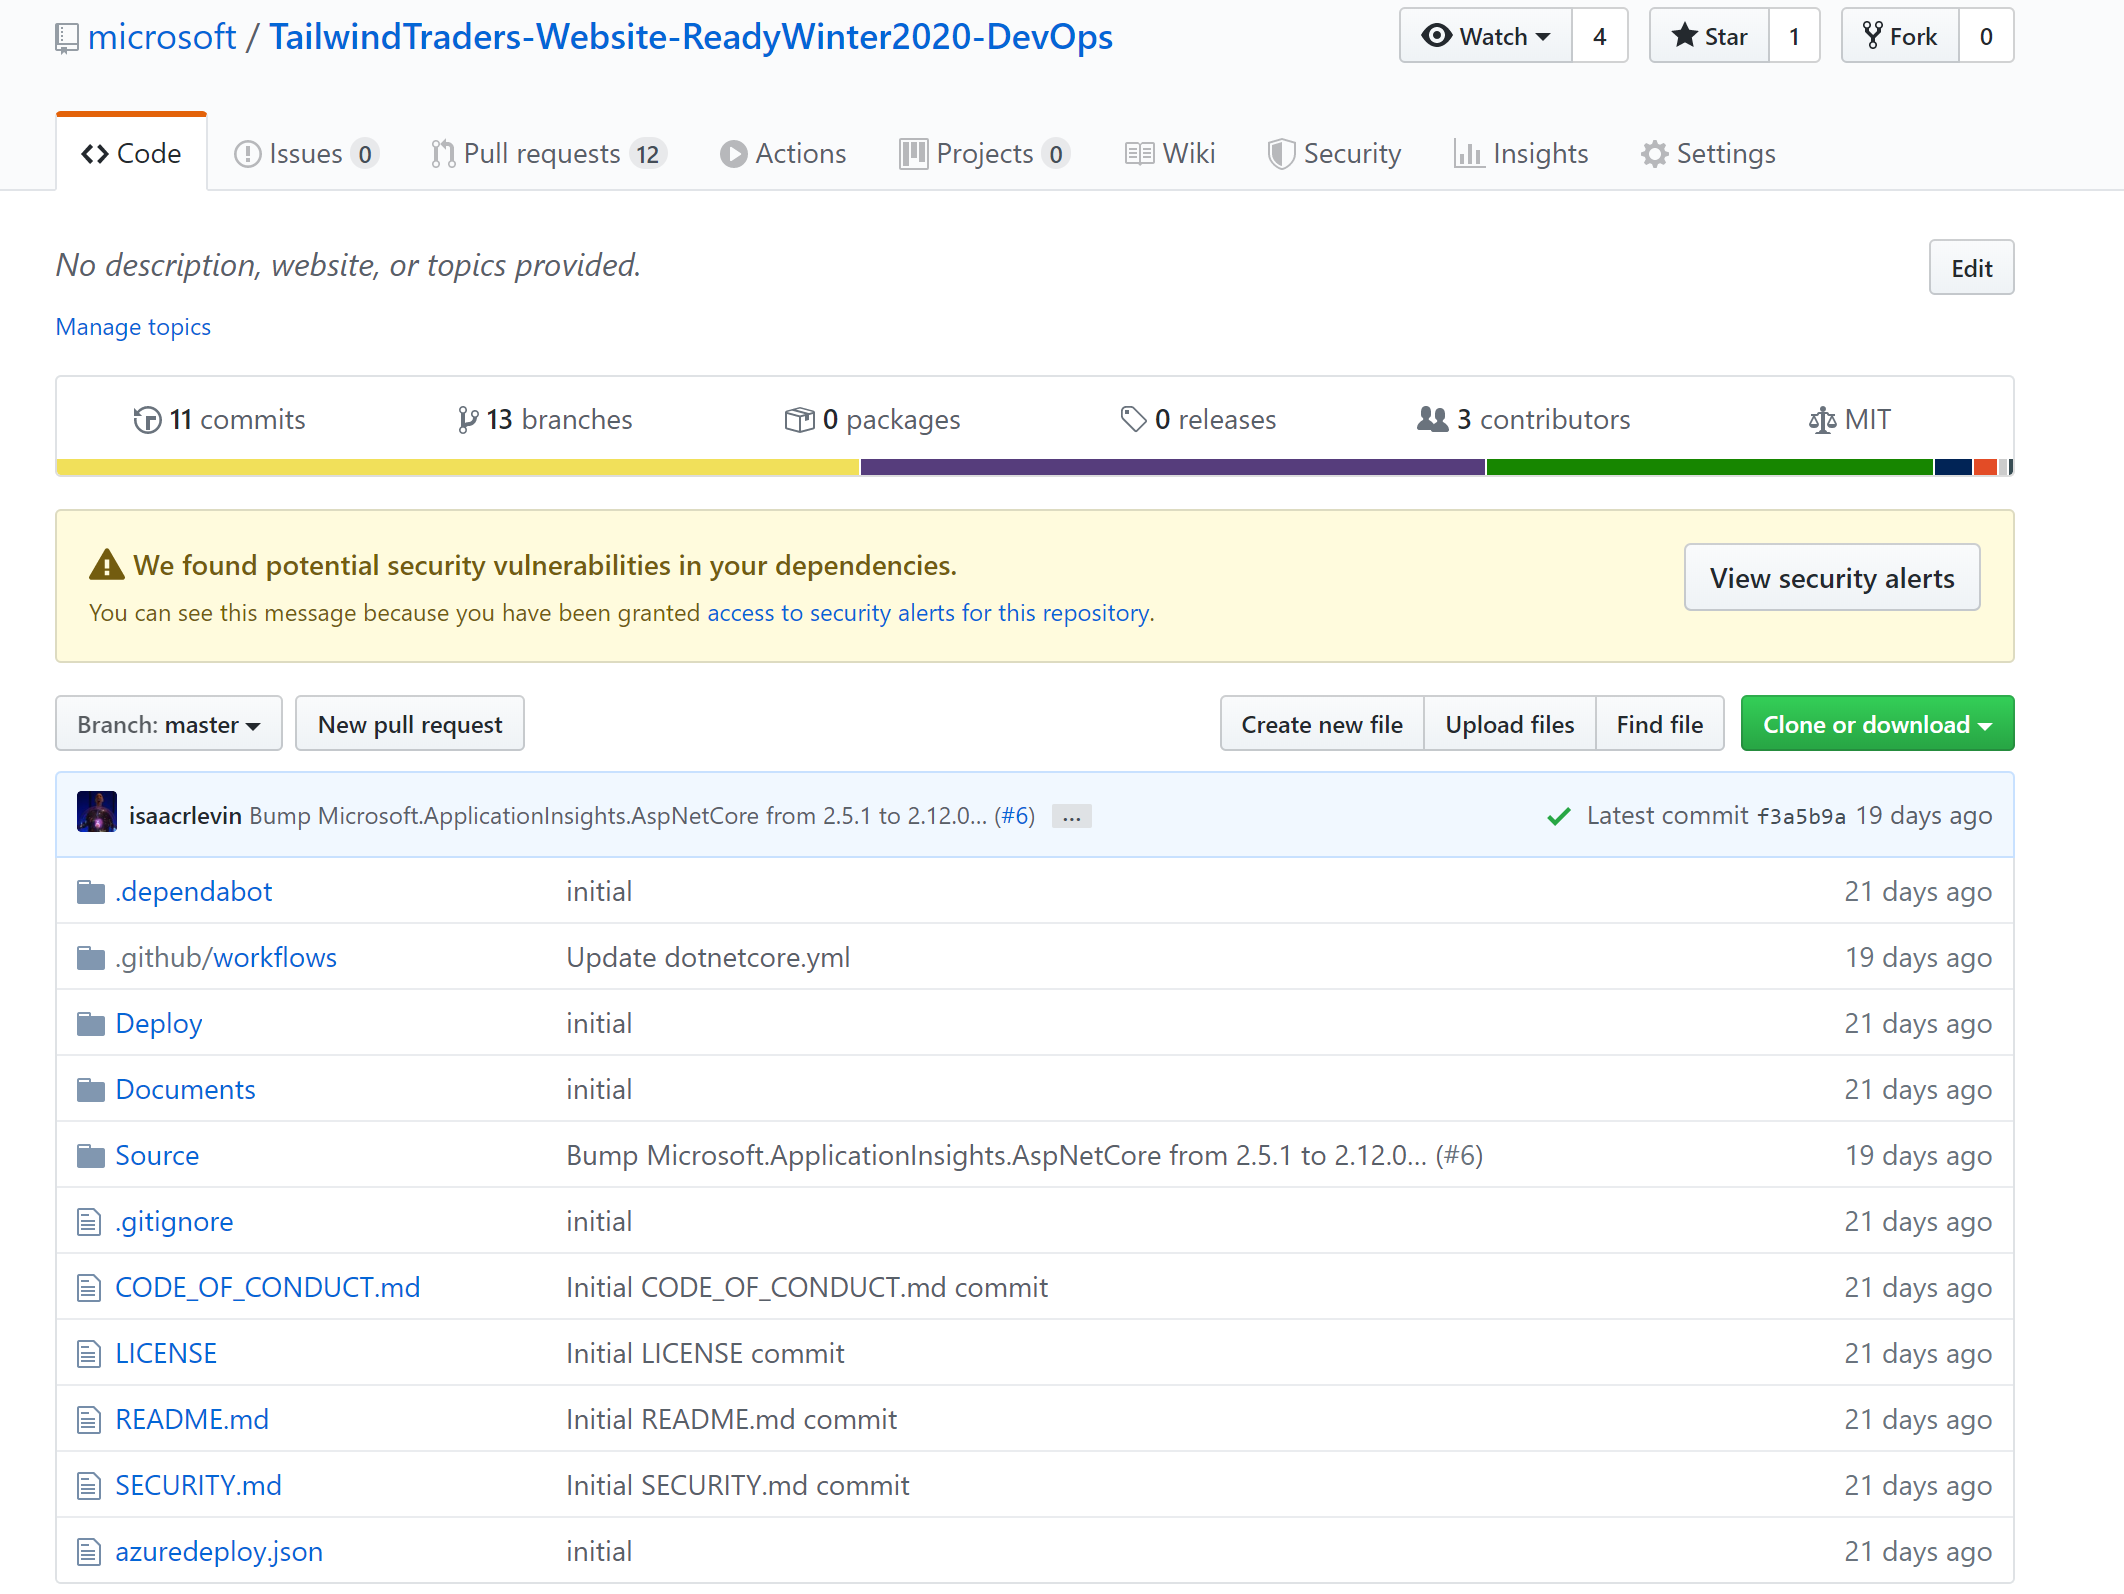 microsoft / TailwindTraders-Website-ReadyWinter2020-DevOps Watch 4 Star 1 Fork 0
Code Issues 0 Pull requests 12 Actions Projects 0 Wiki Security Insights Settings
No description, website, or topics provided. Edit
Manage topics
11 commits 13 branches 0 packages 0 releases 3 contributors MIT
We found potential security vulnerabilities in your dependencies.
You can see this message because you have been granted access to security alerts for this repository.
View security alerts
Branch: master New pull request Create new file Upload files Find file Clone or download
isaacrlevin Bump Microsoft.ApplicationInsights.AspNetCore from 2.5.1 to 2.12.0... (#6) ... Latest commit f3a5b9a 19 days ago
.dependabot initial 21 days ago
.github/workflows Update dotnetcore.yml 19 days ago
Deploy initial 21 days ago
Documents initial 21 days ago
Source Bump Microsoft.ApplicationInsights.AspNetCore from 2.5.1 to 2.12.0... (#6) 19 days ago
.gitignore initial 21 days ago
CODE_OF_CONDUCT.md Initial CODE_OF_CONDUCT.md commit 21 days ago
LICENSE Initial LICENSE commit 21 days ago
README.md Initial README.md commit 21 days ago
SECURITY.md Initial SECURITY.md commit 21 days ago
azuredeploy.json initial 21 days ago